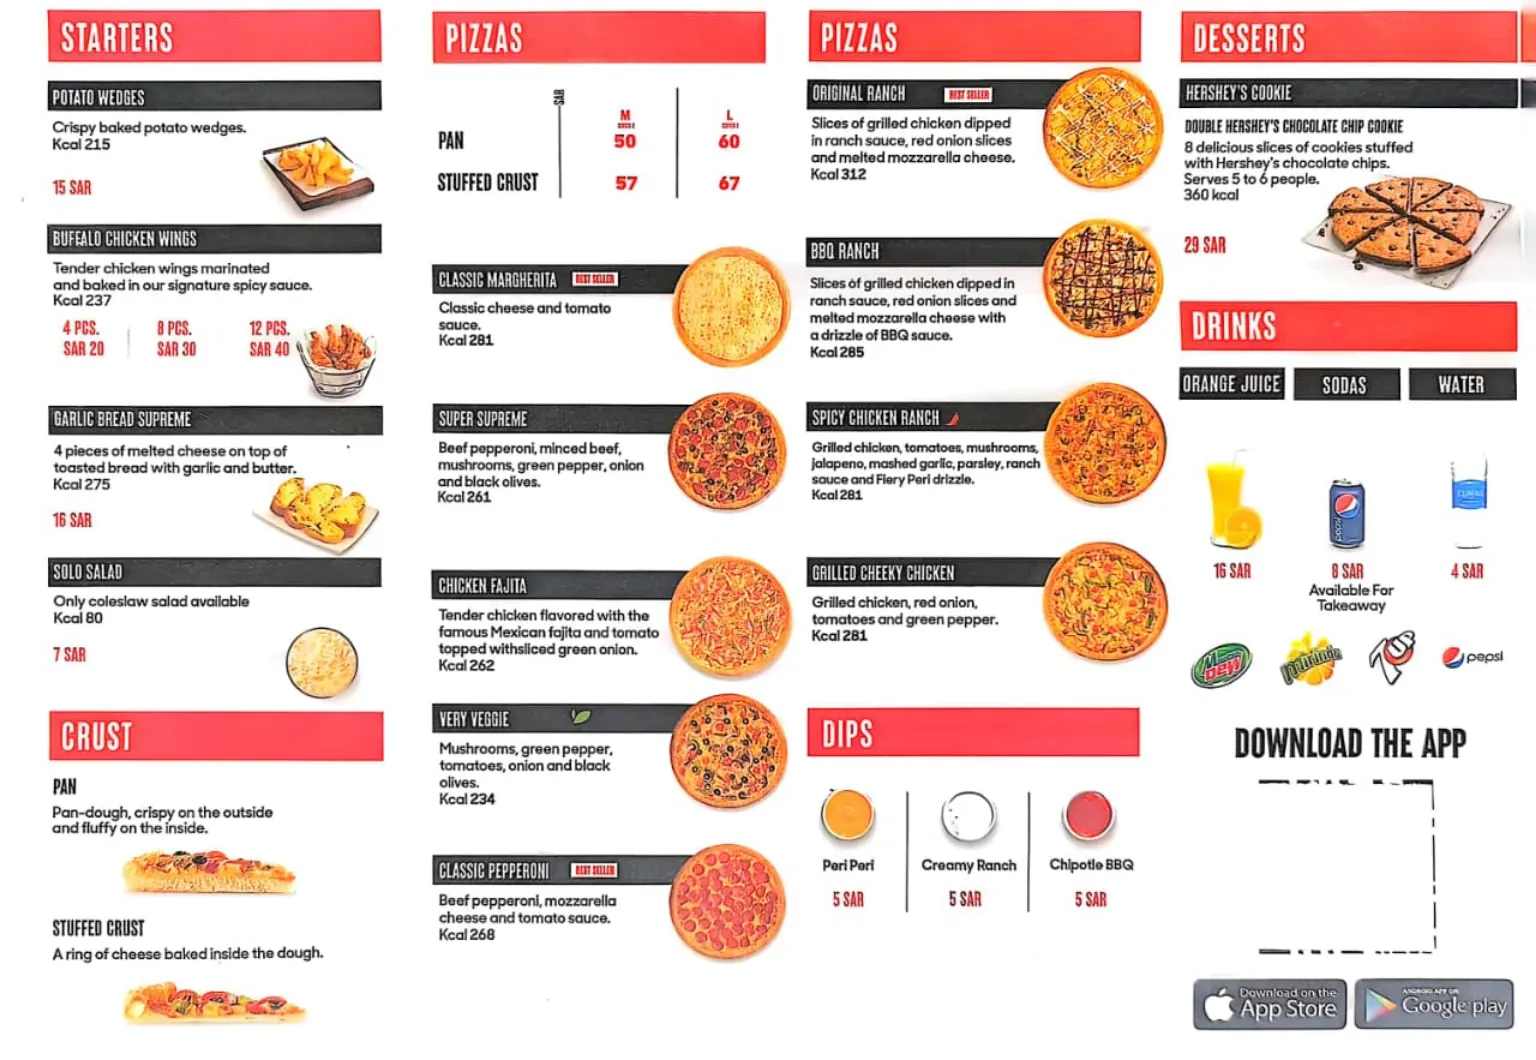 STARTERS
POTATO WEDGES
Crispy baked potato wedges.
Kcal 215
15 SAR
BUFFALO CHICKEN WINGS
Tender chicken wings marinated
and baked in our signature spicy sauce.
Kcal 237
4 PCS. 8 PCS. 12 PCS.
SAR 20 SAR 30 SAR 40
GARLIC BREAD SUPREME
4 pieces of melted cheese on top of
toasted bread with garlic and butter.
Kcal 275
16 SAR
SOLO SALAD
Only coleslaw salad available
Kcal 80
7 SAR
CRUST
PAN
Pan-dough, crispy on the outside
and fluffy on the inside.
STUFFED CRUST
A ring of cheese baked inside the dough.
PIZZAS
SAR
M L
PAN 50 60
STUFFED CRUST 57 67
CLASSIC MARGHERITA BEST SELLER
Classic cheese and tomato
sauce.
Kcal 281
SUPER SUPREME
Beef pepperoni, minced beef,
mushrooms, green pepper, onion
and black olives.
Kcal 261
CHICKEN FAJITA
Tender chicken flavored with the
famous Mexican fajita and tomato
topped withsliced green onion.
Kcal 262
VERY VEGGIE
Mushrooms, green pepper,
tomatoes, onion and black
olives.
Kcal 234
CLASSIC PEPPERONI BEST SELLER
Beef pepperoni, mozzarella
cheese and tomato sauce.
Kcal 268
PIZZAS
ORIGINAL RANCH BEST SELLER
Slices of grilled chicken dipped
in ranch sauce, red onion slices
and melted mozzarella cheese.
Kcal 312
BBQ RANCH
Slices of grilled chicken dipped in
ranch sauce, red onion slices and
melted mozzarella cheese with
a drizzle of BBQ sauce.
Kcal 285
SPICY CHICKEN RANCH
Grilled chicken, tomatoes, mushrooms,
jalapeno, mashed garlic, parsley, ranch
sauce and Fiery Peri drizzle.
Kcal 281
GRILLED CHEEKY CHICKEN
Grilled chicken, red onion,
tomatoes and green pepper.
Kcal 281
DIPS
Peri Peri Creamy Ranch Chipotle BBQ
5 SAR 5 SAR 5 SAR
DESSERTS
HERSHEY'S COOKIE
DOUBLE HERSHEY'S CHOCOLATE CHIP COOKIE
8 delicious slices of cookies stuffed
with Hershey's chocolate chips.
Serves 5 to 6 people.
360 kcal
29 SAR
DRINKS
ORANGE JUICE SODAS WATER
pepsi
16 SAR 8 SAR 4 SAR
Available For
Takeaway
DEW Mirinda 7 pepsi
DOWNLOAD THE APP
Download on the
App Store
ANDROID APP ON
Google play